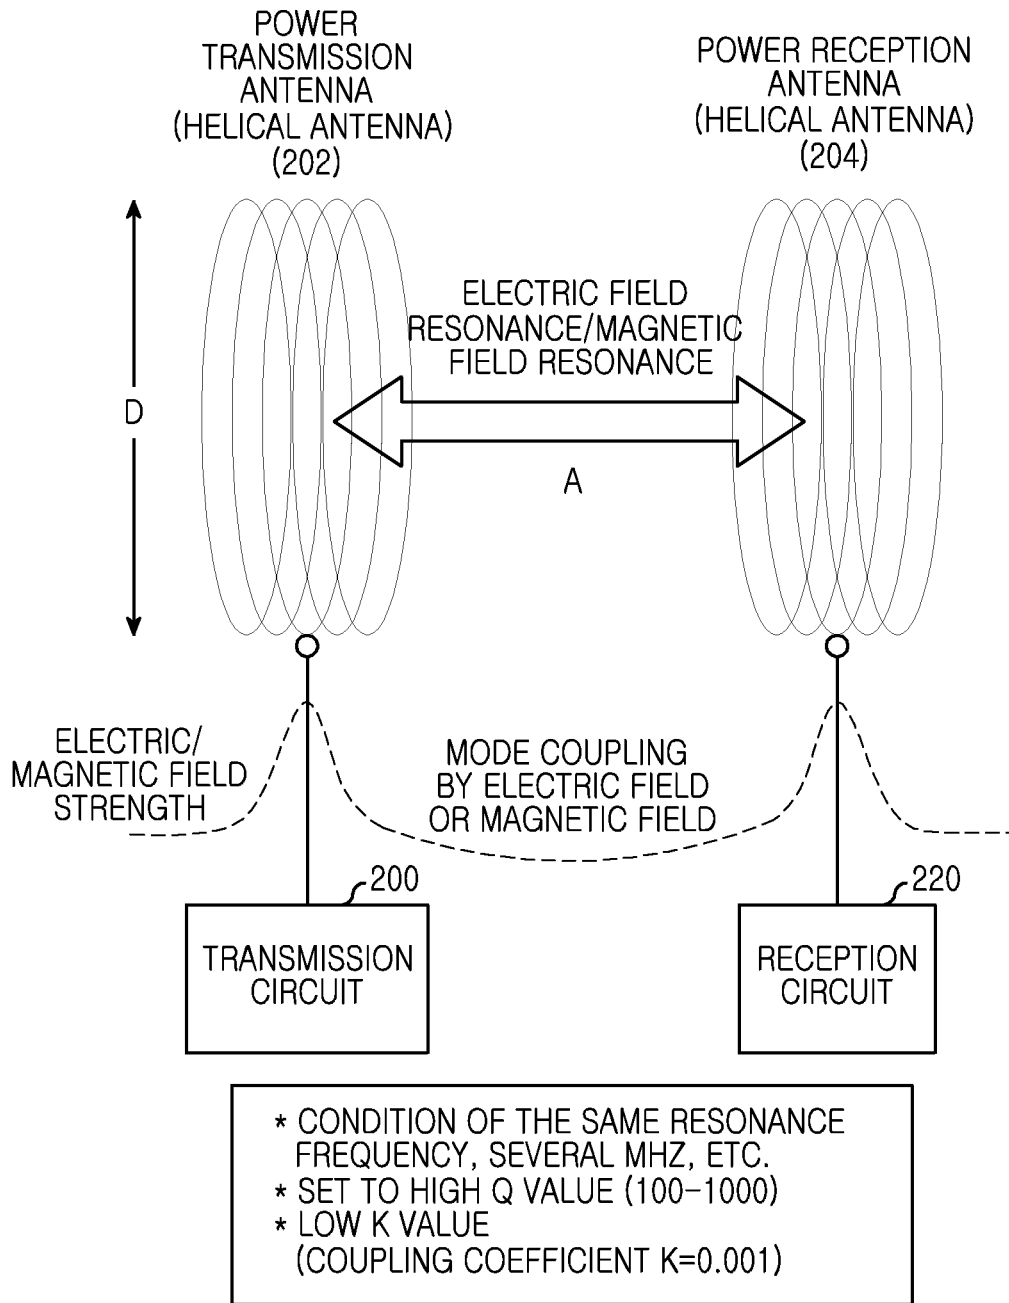 POWER
TRANSMISSION
ANTENNA
(HELICAL ANTENNA)
(202)
POWER RECEPTION
ANTENNA
(HELICAL ANTENNA)
(204)
ELECTRIC FIELD
RESONANCE/MAGNETIC
FIELD RESONANCE
D
A
ELECTRIC/
MAGNETIC FIELD
STRENGTH
MODE COUPLING
BY ELECTRIC FIELD
OR MAGNETIC FIELD
200
TRANSMISSION
CIRCUIT
220
RECEPTION
CIRCUIT
* CONDITION OF THE SAME RESONANCE
FREQUENCY, SEVERAL MHZ, ETC.
* SET TO HIGH Q VALUE (100-1000)
* LOW K VALUE
(COUPLING COEFFICIENT K=0.001)